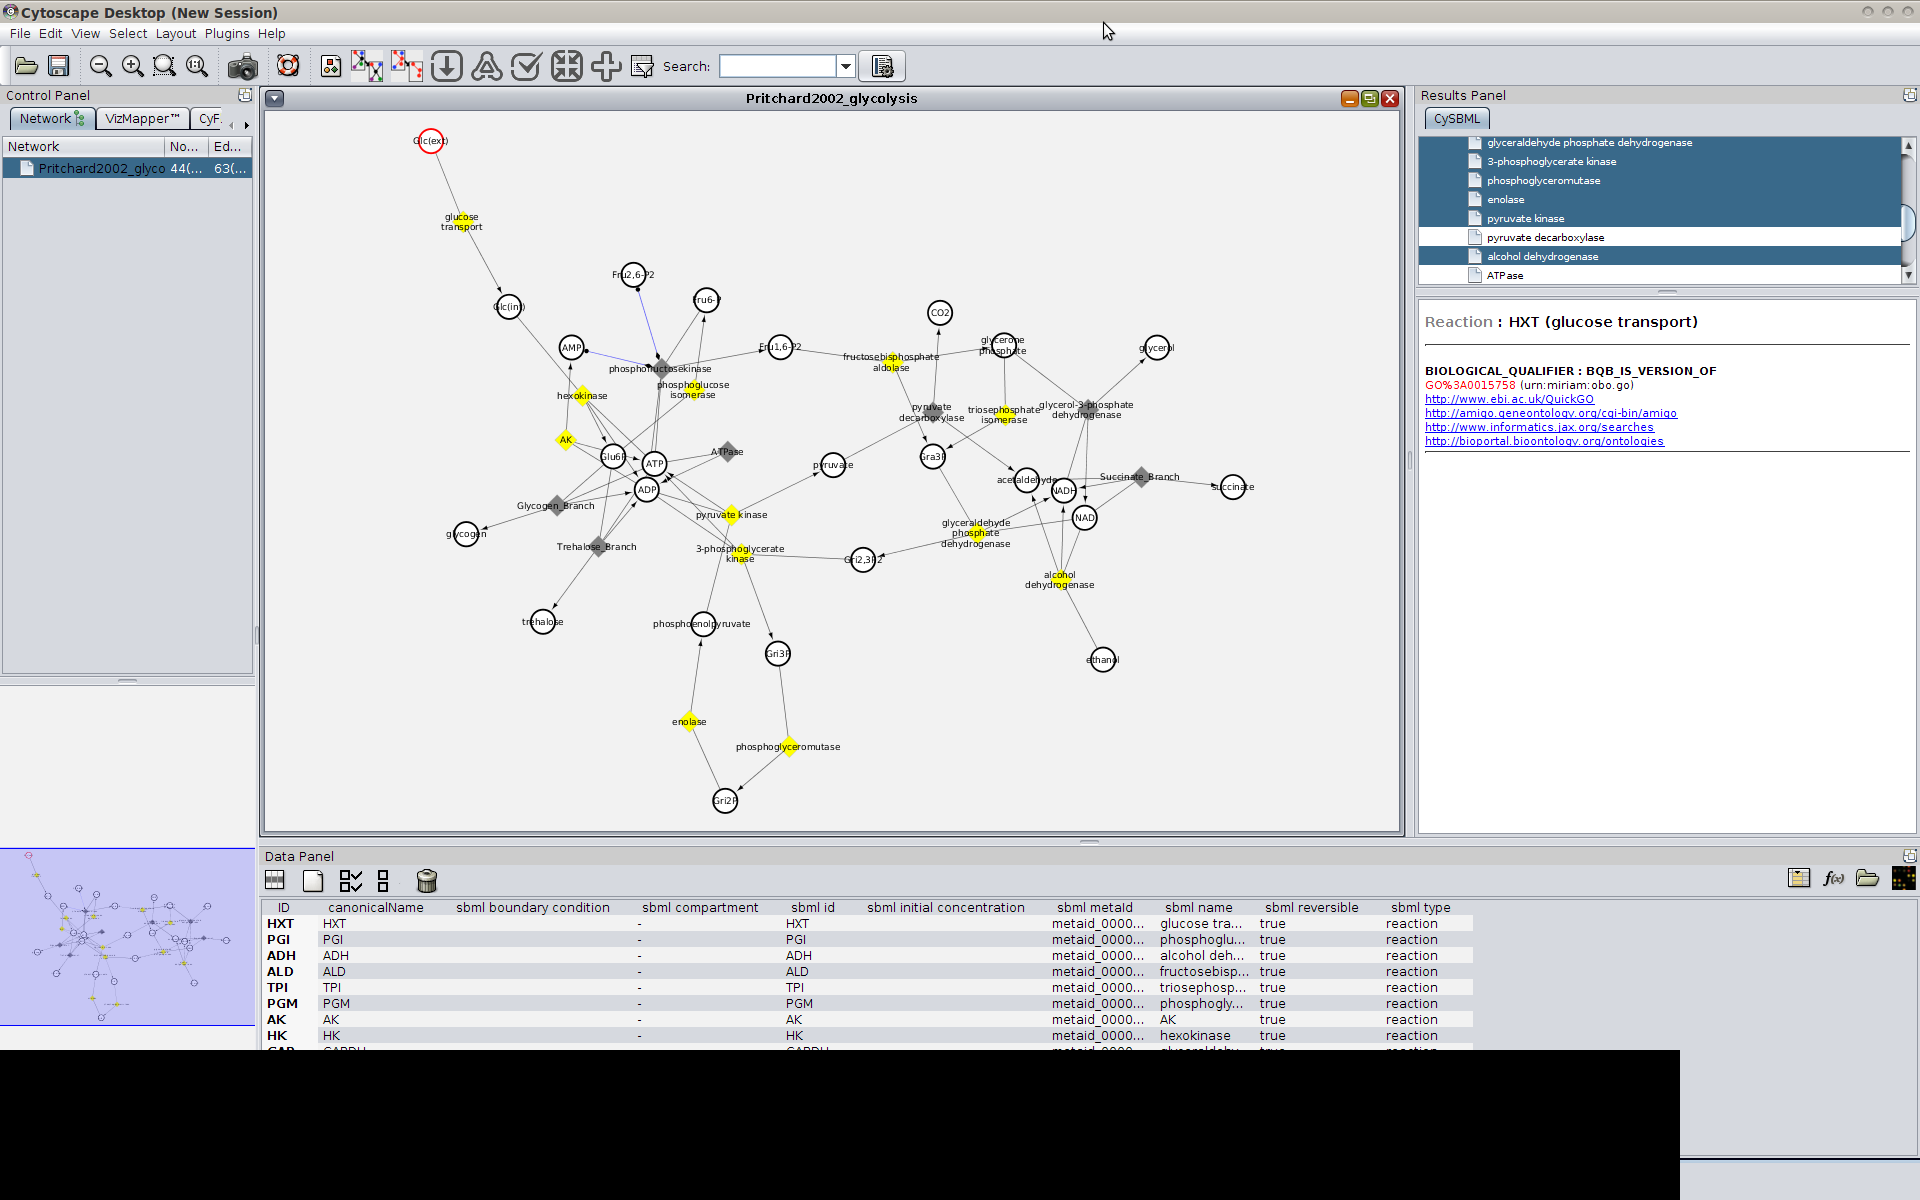 Cytoscape Desktop (New Session)
File Edit View Select Layout Plugins Help
Search:
Control Panel
Network VizMapper™ CyF.
Network No... Ed...
Pritchard2002_glyco 44(... 63(...
Pritchard2002_glycolysis
Glc(ext)
glucose
transport
Fru2,6-P2
Fru6-P
Glc(int)
CO2
AMP
Fru1,6-P2
glycerone
phosphate
glycerol
fructosebisphosphate
aldolase
phosphofructosekinase
phosphoglucose
isomerase
hexokinase
pyruvate
decarboxylase
triosephosphate
isomerase
glycerol-3-phosphate
dehydrogenase
AK
ATPase
Glu6P
ATP
pyruvate
Gra3P
acetaldehyde
NADH
Succinate_Branch
succinate
ADP
Glycogen_Branch
pyruvate kinase
NAD
glycogen
glyceraldehyde
phosphate
dehydrogenase
Trehalose_Branch
3-phosphoglycerate
kinase
Gri2,3P2
alcohol
dehydrogenase
trehalose
phosphoenolpyruvate
Gri3P
ethanol
enolase
phosphoglyceromutase
Gri2P
Results Panel
CySBML
glyceraldehyde phosphate dehydrogenase
3-phosphoglycerate kinase
phosphoglyceromutase
enolase
pyruvate kinase
pyruvate decarboxylase
alcohol dehydrogenase
ATPase
Reaction : HXT (glucose transport)
BIOLOGICAL_QUALIFIER : BQB_IS_VERSION_OF
GO%3A0015758 (urn:miriam:obo.go)
http://www.ebi.ac.uk/QuickGO
http://amigo.geneontology.org/cgi-bin/amigo
http://www.informatics.jax.org/searches
http://bioportal.bioontology.org/ontologies
Data Panel
f(x)
ID canonicalName sbml boundary condition sbml compartment sbml id sbml initial concentration sbml metaId sbml name sbml reversible sbml type
HXT HXT - HXT metaid_0000... glucose tra... true reaction
PGI PGI - PGI metaid_0000... phosphoglu... true reaction
ADH ADH - ADH metaid_0000... alcohol deh... true reaction
ALD ALD - ALD metaid_0000... fructosebisp... true reaction
TPI TPI - TPI metaid_0000... triosephosp... true reaction
PGM PGM - PGM metaid_0000... phosphogly... true reaction
AK AK - AK metaid_0000... AK true reaction
HK HK - HK metaid_0000... hexokinase true reaction